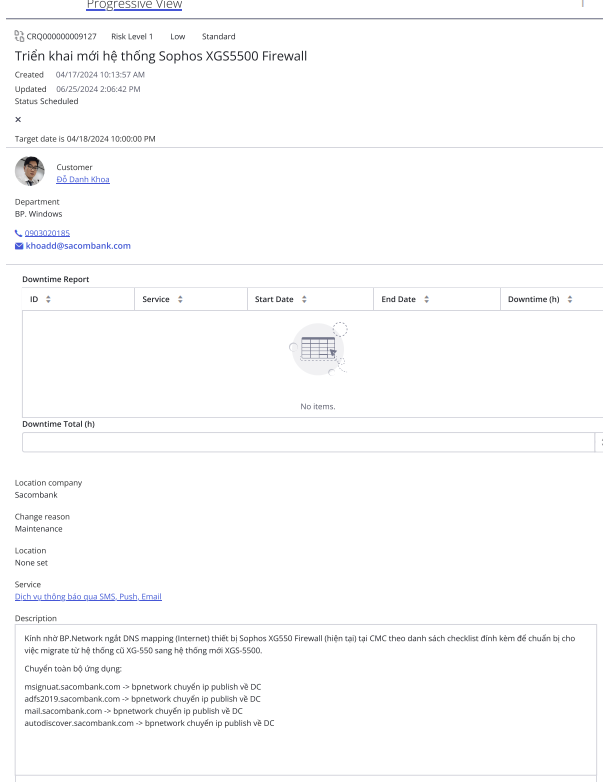 Progressive View
CRQ000000009127 Risk Level 1 Low Standard
Triển khai mới hệ thống Sophos XGS5500 Firewall
Created 04/17/2024 10:13:57 AM
Updated 06/25/2024 2:06:42 PM
Status Scheduled
Target date is 04/18/2024 10:00:00 PM
Customer
Đỗ Danh Khoa
Department
BP. Windows
0903020185
khoadd@sacombank.com
Downtime Report
ID Service Start Date End Date Downtime (h)
No items.
Downtime Total (h)
Location company
Sacombank
Change reason
Maintenance
Location
None set
Service
Dịch vụ thông báo qua SMS, Push, Email
Description
Kính nhờ BP.Network ngắt DNS mapping (Internet) thiết bị Sophos XG550 Firewall (hiện tại) tại CMC theo danh sách checklist đính kèm để chuẩn bị cho
việc migrate từ hệ thống cũ XG-550 sang hệ thống mới XGS-5500.
Chuyển toàn bộ ứng dụng:
msignuat.sacombank.com -> bpnetwork chuyển ip publish về DC
adfs2019.sacombank.com -> bpnetwork chuyển ip publish về DC
mail.sacombank.com -> bpnetwork chuyển ip publish về DC
autodiscover.sacombank.com -> bpnetwork chuyển ip publish về DC